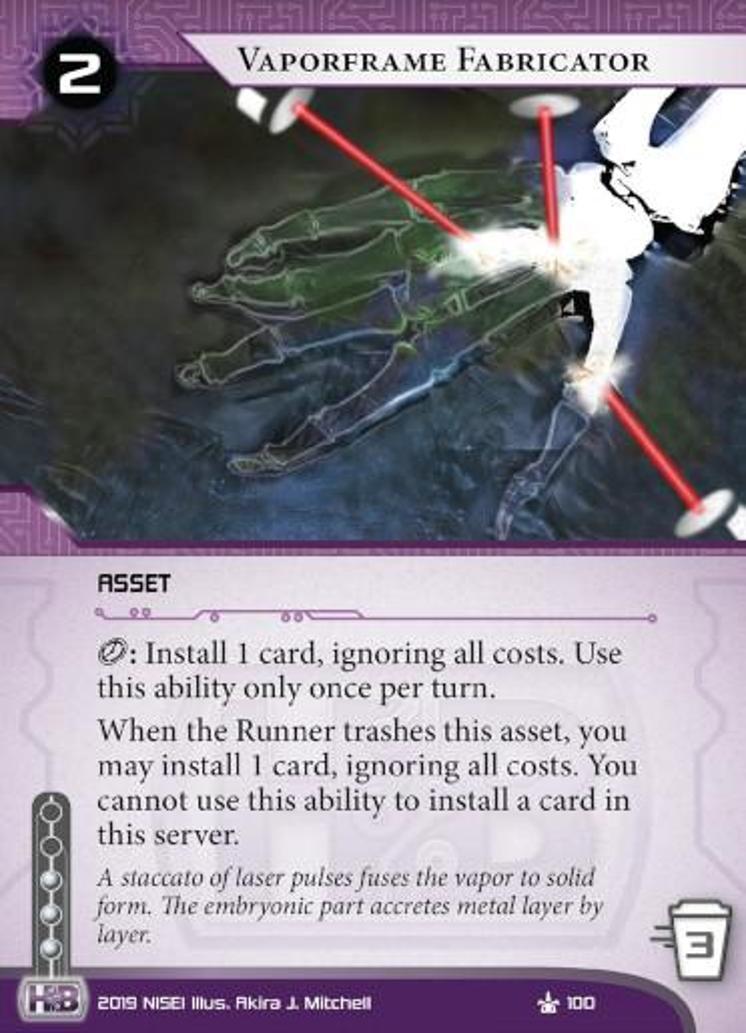 2
VAPORFRAME FABRICATOR
ASSET
: Install 1 card, ignoring all costs. Use
this ability only once per turn.
When the Runner trashes this asset, you
may install 1 card, ignoring all costs. You
cannot use this ability to install a card in
this server.
A staccato of laser pulses fuses the vapor to solid
form. The embryonic part accretes metal layer by
layer.
3
HB 2019 NISEI Illus. Akira J. Mitchell 100